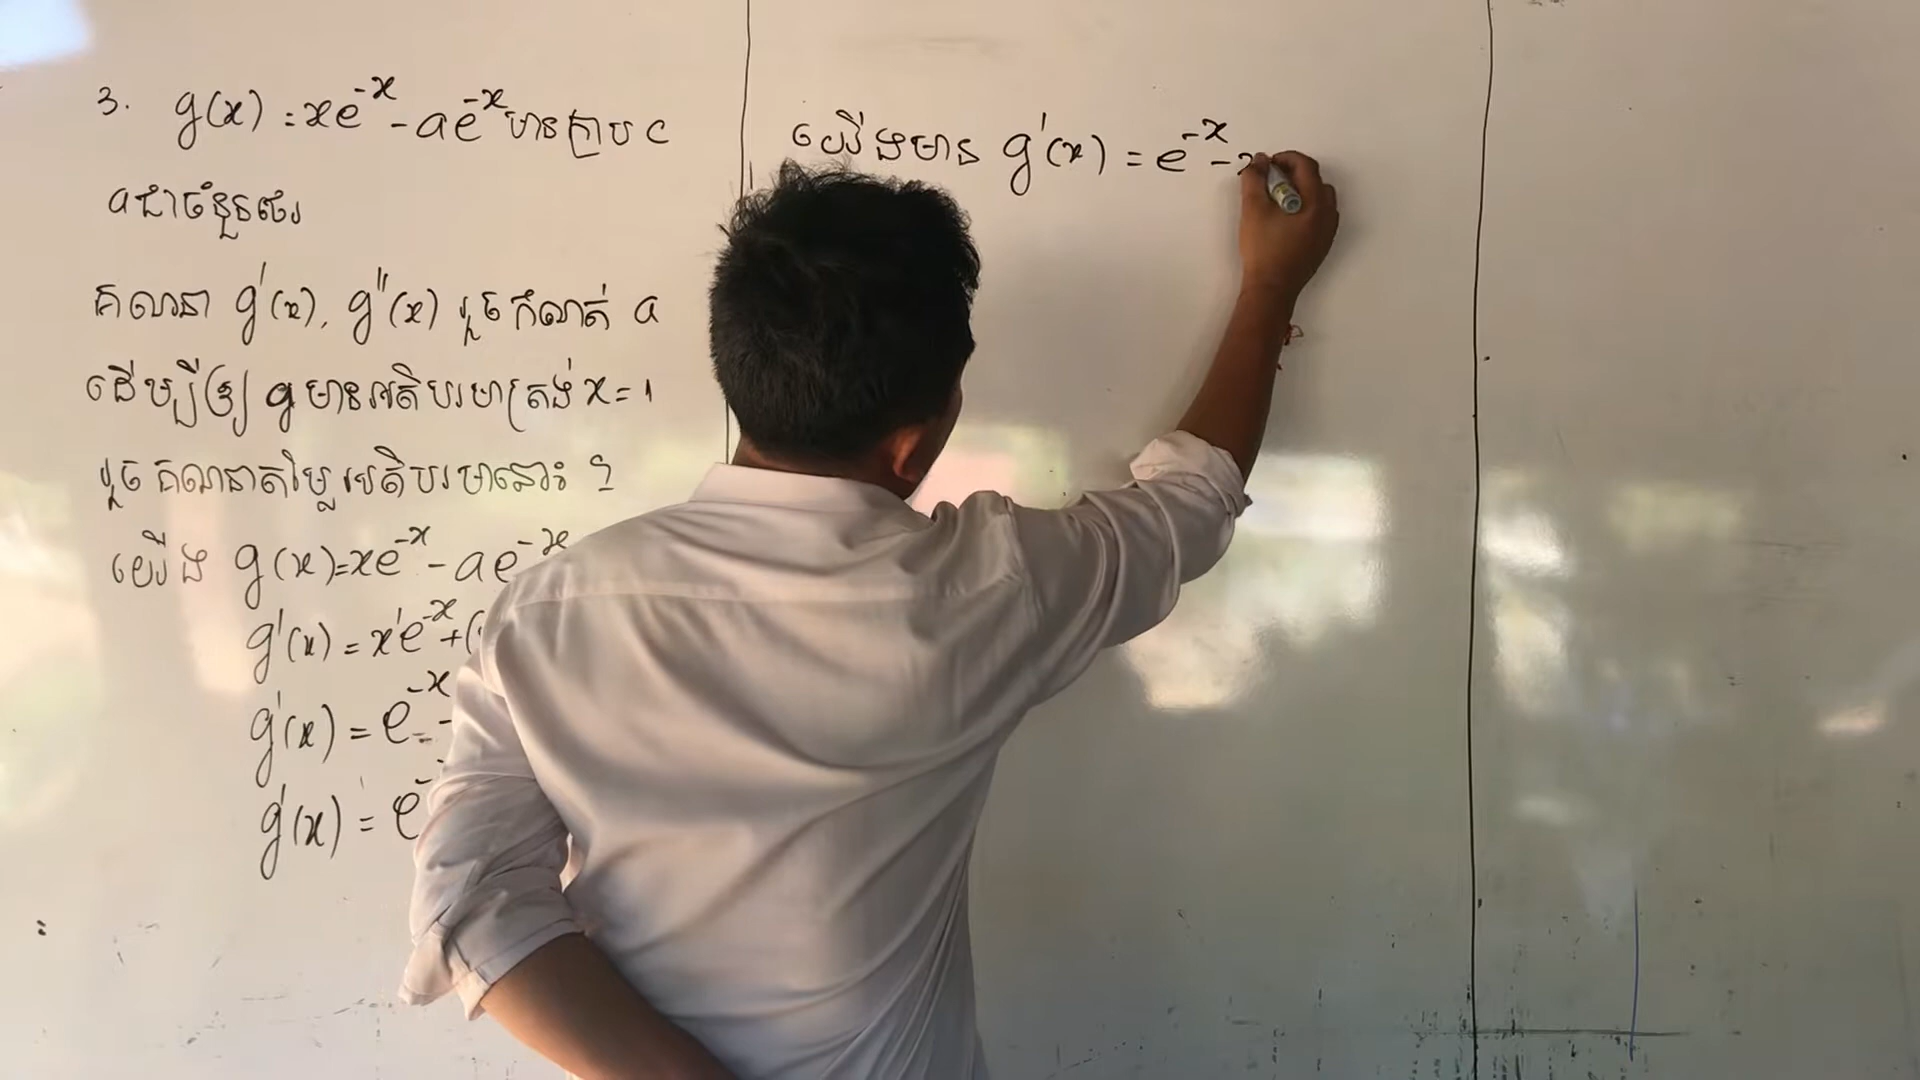 3. g(x) = xe^-x - ae^-x មានក្រាប C
a ជាចំនួនថេរ
គណនា g'(x), g''(x) រួចកំណត់ a
ដើម្បីឲ្យ g មានអតិបរមាត្រង់ x = 1
រួចគណនាតម្លៃអតិបរមានោះ ?
យើង g(x) = xe^-x - ae^-x
g'(x) = x'e^-x + (
g'(x) = e^-x -
g'(x) = e^-
យើងមាន g'(x) = e^-x - x